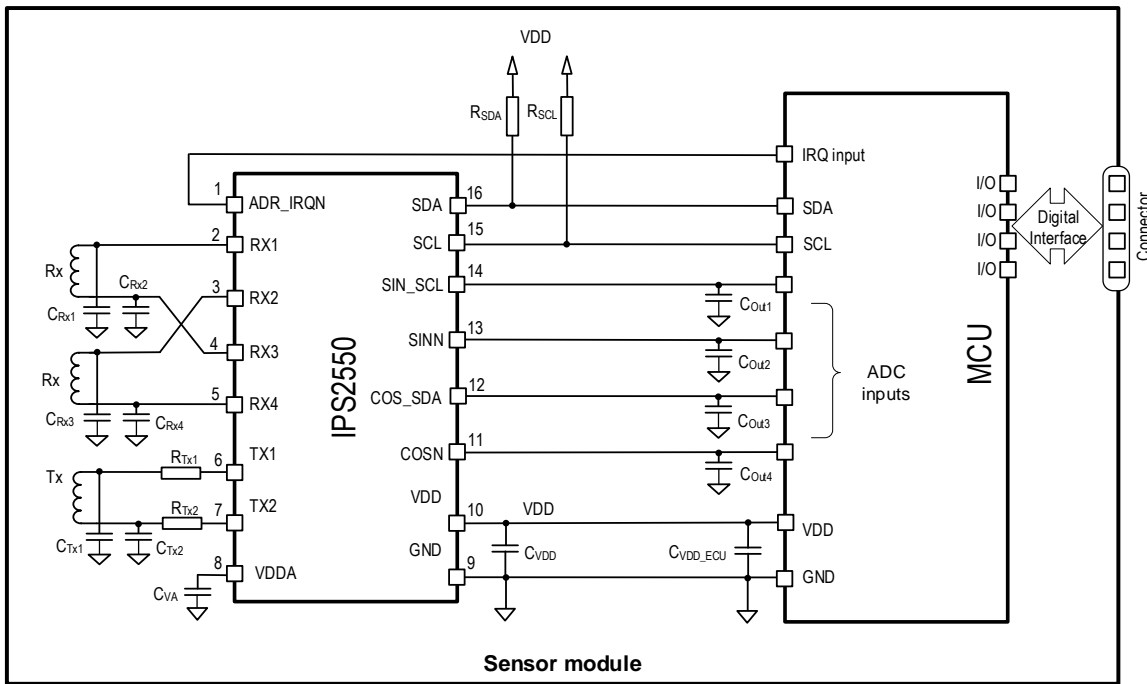 VDD
RSDA
RSCL
IRQ input
1
ADR_IRQN
SDA
16
SDA
I/O
I/O
I/O
I/O
Digital
Interface
Connector
2
RX1
SCL
15
SCL
Rx
CRx1
CRx2
3
RX2
SIN_SCL
14
COut1
SINN
13
COut2
4
RX3
Rx
CRx3
CRx4
5
RX4
COS_SDA
12
COut3
ADC
inputs
MCU
IPS2550
COSN
11
COut4
Tx
RTx1
6
TX1
RTx2
7
TX2
CTx1
CTx2
VDD
10
VDD
VDD
CVDD
CVDD_ECU
GND
9
GND
8
VDDA
CVA
Sensor module